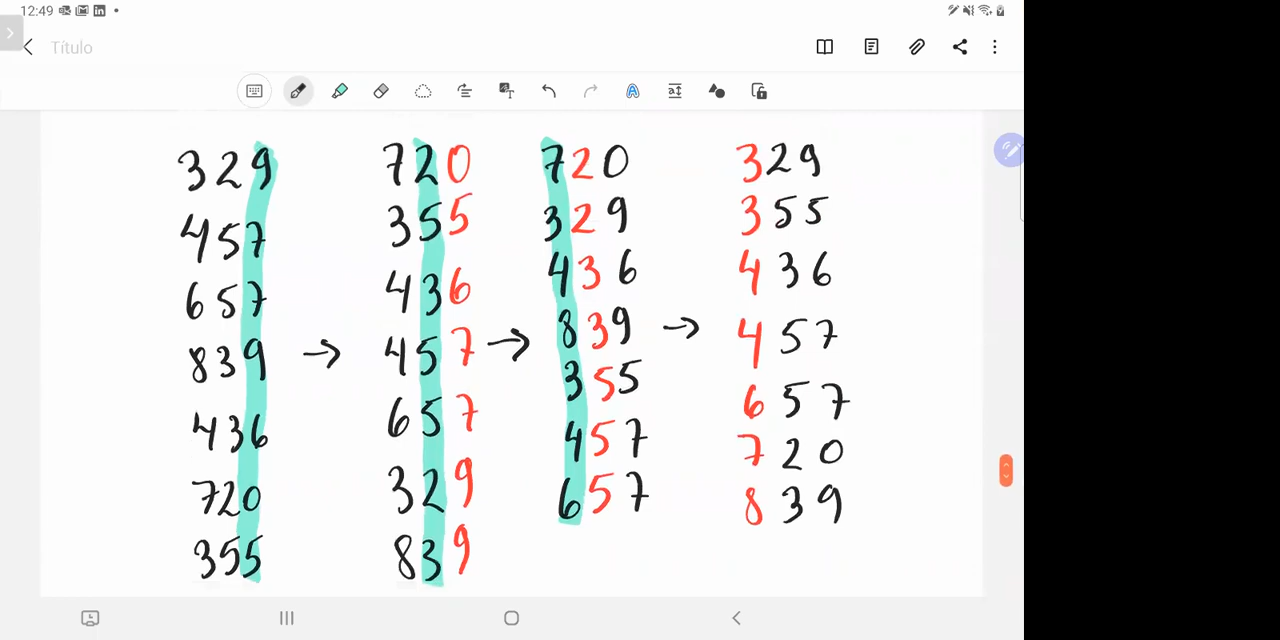 12:49
Título
329 720 720 329
457 355 329 355
657 436 436 436
839 → 457 → 839 → 457
436 657 355 657
720 329 457 720
355 839 657 839